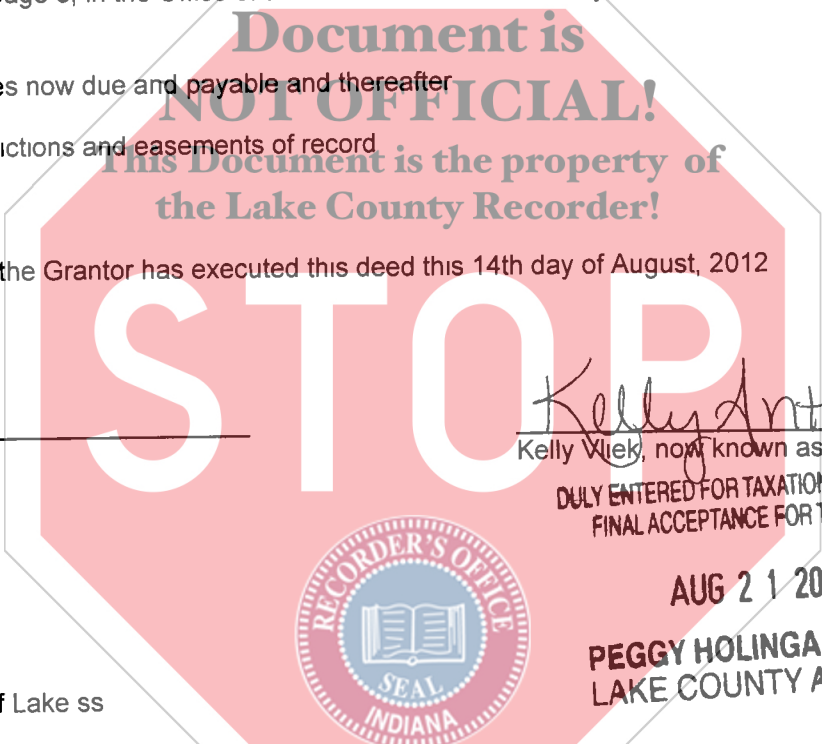 Document is
es now due and payable and thereafter
NOT OFFICIAL!
ictions and easements of record
This Document is the property of
the Lake County Recorder!
the Grantor has executed this deed this 14th day of August, 2012
STOP
Kelly Ant
Kelly Vliek, now known as
DULY ENTERED FOR TAXATION
FINAL ACCEPTANCE FOR T
RECORDER'S OFFICE
AUG 2 1 20
PEGGY HOLINGA
SEAL
f Lake ss
LAKE COUNTY A
INDIANA